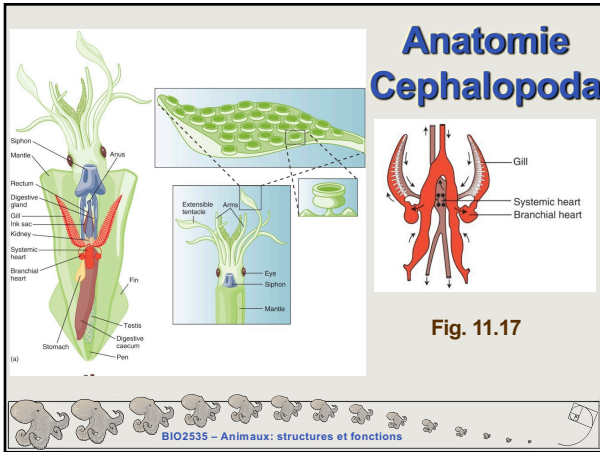 Anatomie
Cephalopoda
Siphon
Mantle
Anus
Rectum
Digestive
gland
Gill
Ink sac
Kidney
Systemic
heart
Branchial
heart
Fin
Testis
Digestive
caecum
Stomach
Pen
(a)
Extensible
tentacle
Arms
Eye
Siphon
Mantle
Gill
Systemic heart
Branchial heart
Fig. 11.17
BIO2535 – Animaux: structures et fonctions